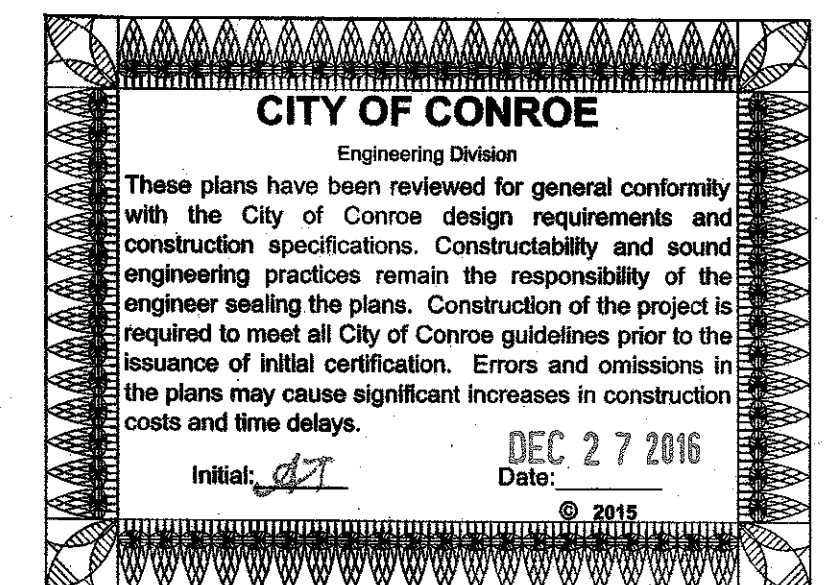 CITY OF CONROE
Engineering Division
These plans have been reviewed for general conformity
with the City of Conroe design requirements and
construction specifications. Constructability and sound
engineering practices remain the responsibility of the
engineer sealing the plans. Construction of the project is
required to meet all City of Conroe guidelines prior to the
issuance of initial certification. Errors and omissions in
the plans may cause significant increases in construction
costs and time delays.
Initial:
DEC 27 2016
Date:
© 2015